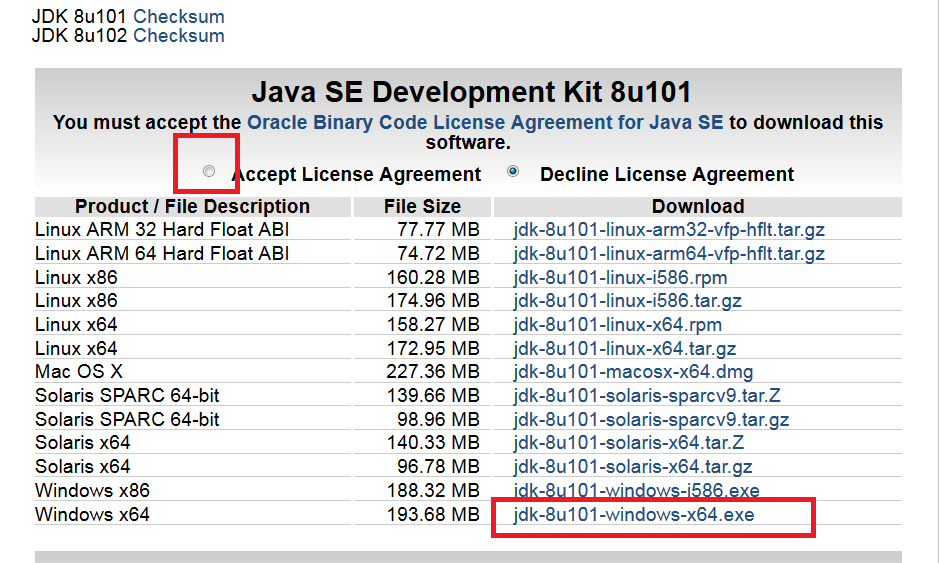 JDK 8u101 Checksum
JDK 8u102 Checksum
Java SE Development Kit 8u101
You must accept the Oracle Binary Code License Agreement for Java SE to download this
software.
Accept License Agreement Decline License Agreement
Product / File Description File Size Download
Linux ARM 32 Hard Float ABI 77.77 MB jdk-8u101-linux-arm32-vfp-hflt.tar.gz
Linux ARM 64 Hard Float ABI 74.72 MB jdk-8u101-linux-arm64-vfp-hflt.tar.gz
Linux x86 160.28 MB jdk-8u101-linux-i586.rpm
Linux x86 174.96 MB jdk-8u101-linux-i586.tar.gz
Linux x64 158.27 MB jdk-8u101-linux-x64.rpm
Linux x64 172.95 MB jdk-8u101-linux-x64.tar.gz
Mac OS X 227.36 MB jdk-8u101-macosx-x64.dmg
Solaris SPARC 64-bit 139.66 MB jdk-8u101-solaris-sparcv9.tar.Z
Solaris SPARC 64-bit 98.96 MB jdk-8u101-solaris-sparcv9.tar.gz
Solaris x64 140.33 MB jdk-8u101-solaris-x64.tar.Z
Solaris x64 96.78 MB jdk-8u101-solaris-x64.tar.gz
Windows x86 188.32 MB jdk-8u101-windows-i586.exe
Windows x64 193.68 MB jdk-8u101-windows-x64.exe